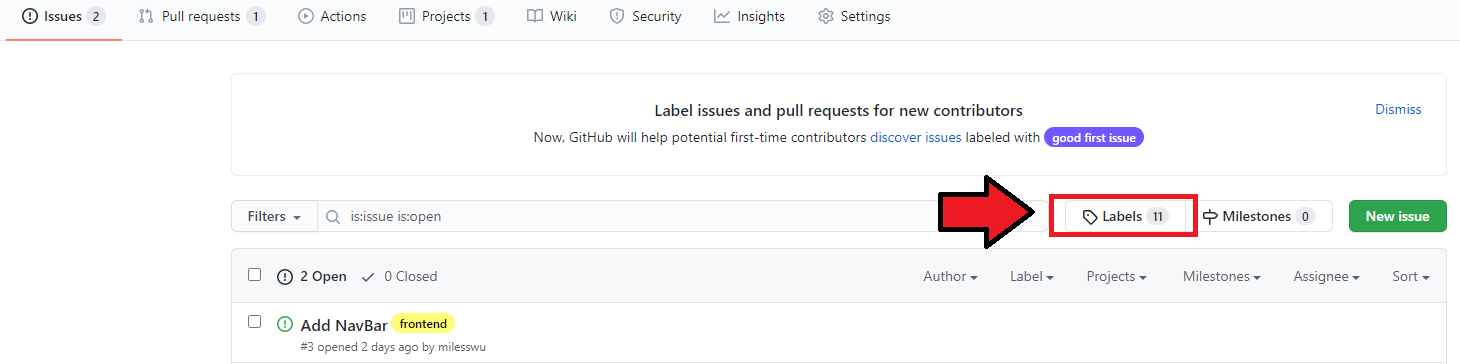 Issues 2 Pull requests 1 Actions Projects 1 Wiki Security Insights Settings
Label issues and pull requests for new contributors
Dismiss
Now, GitHub will help potential first-time contributors discover issues labeled with good first issue
Filters is:issue is:open Labels 11 Milestones 0 New issue
2 Open 0 Closed Author Label Projects Milestones Assignee Sort
Add NavBar frontend
#3 opened 2 days ago by milesswu